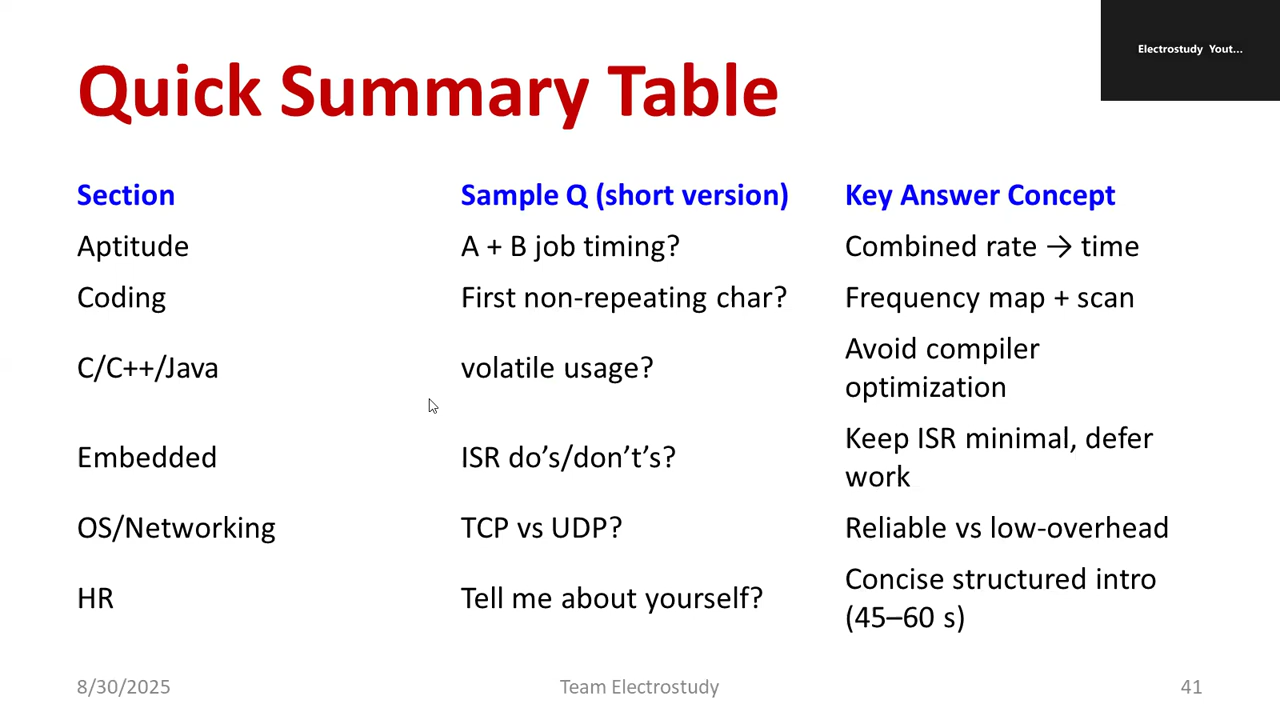 Electrostudy Yout...
Quick Summary Table
Section Sample Q (short version) Key Answer Concept
Aptitude A + B job timing? Combined rate → time
Coding First non-repeating char? Frequency map + scan
C/C++/Java volatile usage? Avoid compiler
optimization
Embedded ISR do’s/don’t’s? Keep ISR minimal, defer
work
OS/Networking TCP vs UDP? Reliable vs low-overhead
HR Tell me about yourself? Concise structured intro
(45–60 s)
8/30/2025 Team Electrostudy 41